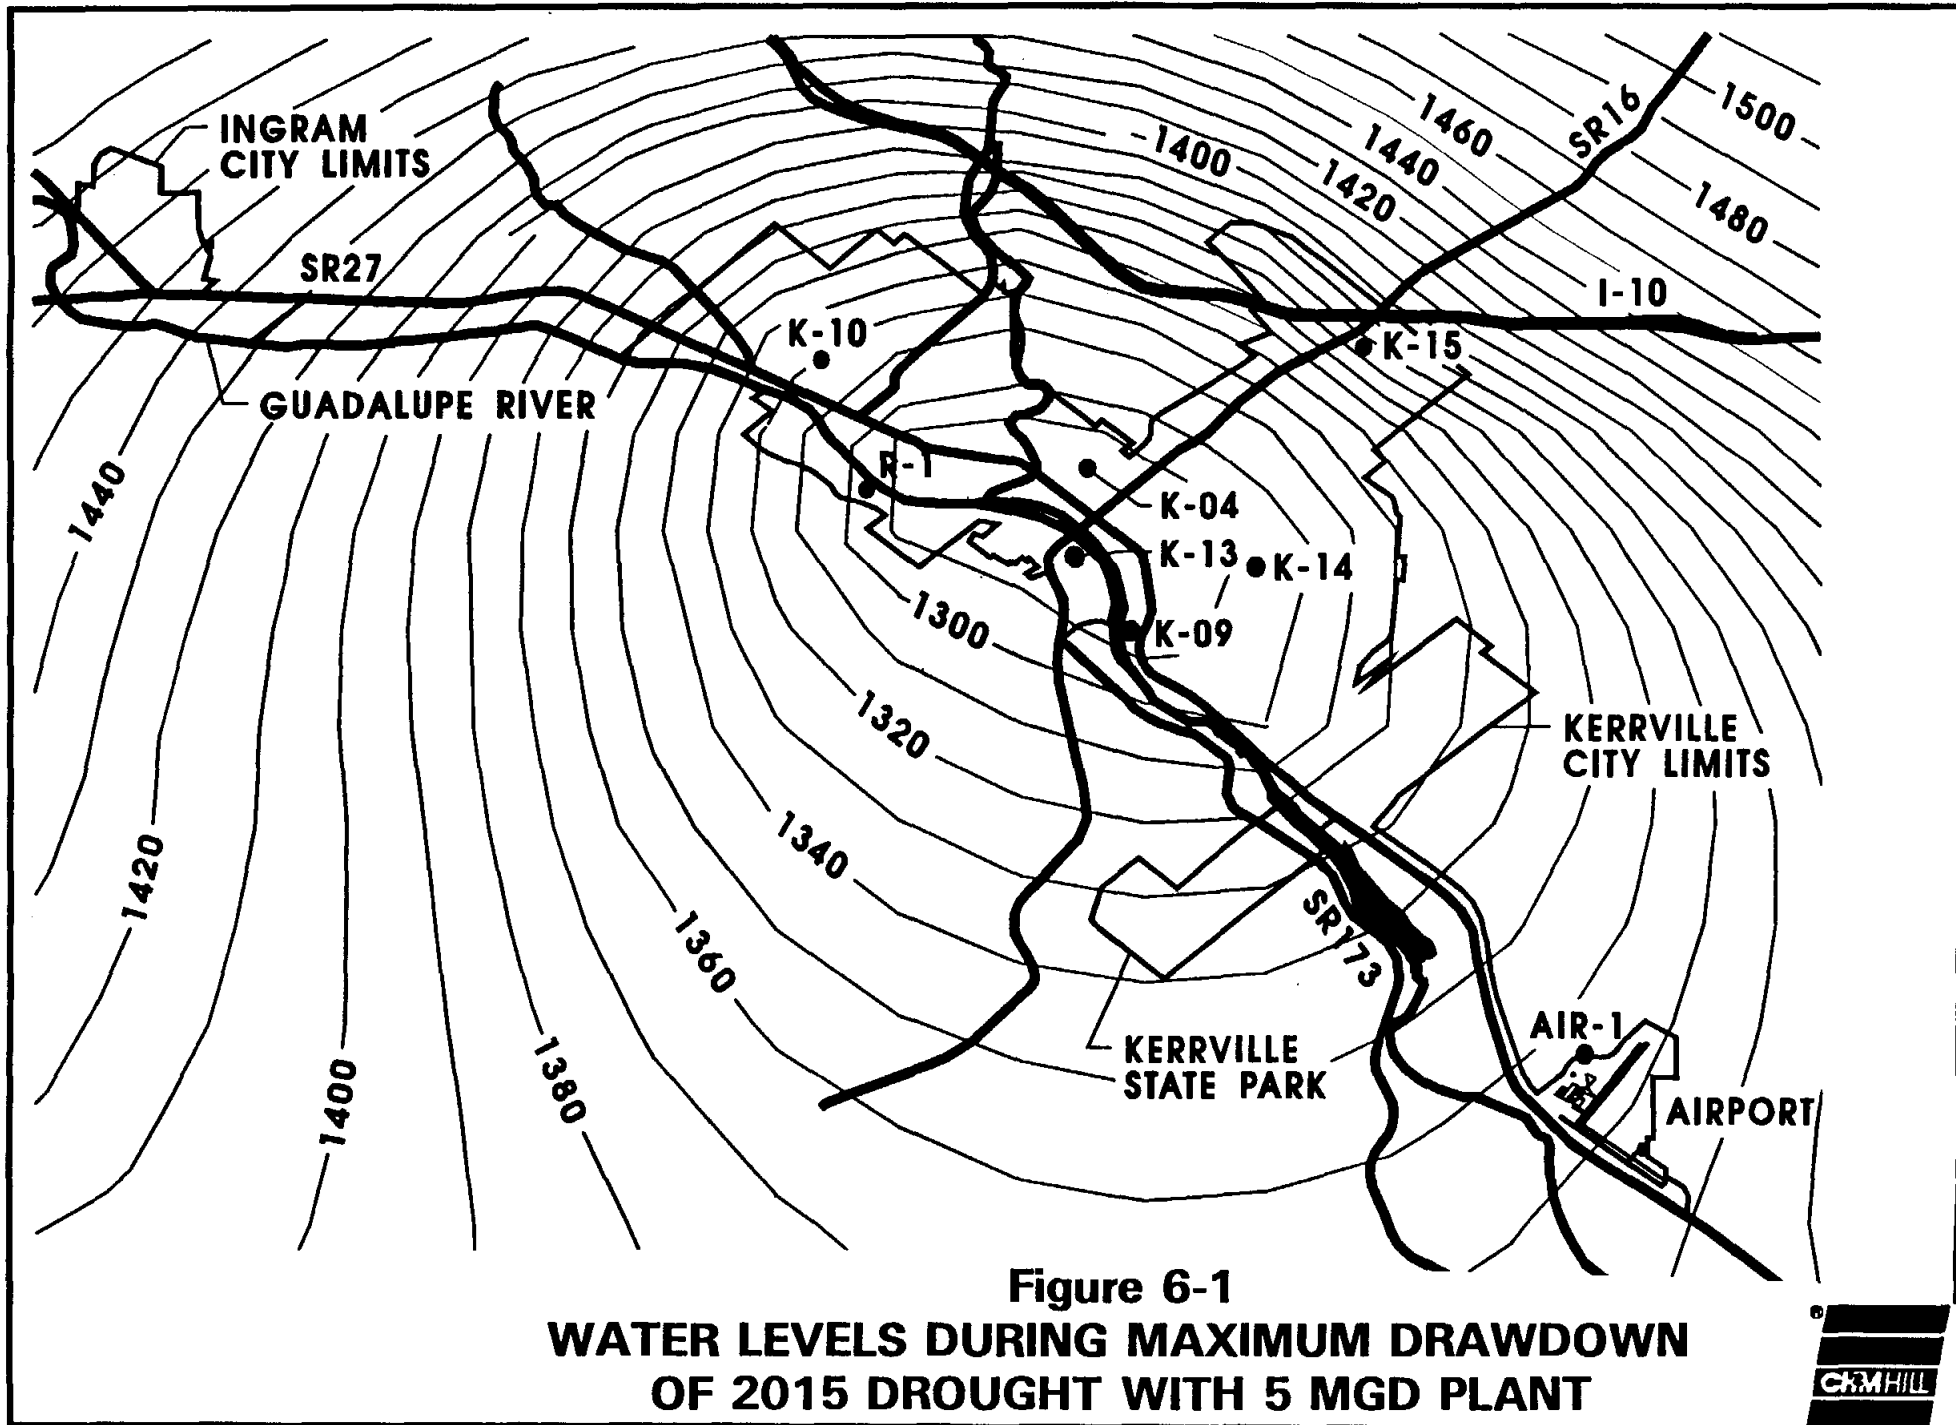 INGRAM
CITY LIMITS
SR27
GUADALUPE RIVER
K-10
R-1
K-04
K-13
K-14
K-09
K-15
SR16
I-10
1400
1420
1440
1460
1480
1500
1440
1420
1400
1380
1360
1340
1320
1300
KERRVILLE
CITY LIMITS
SR173
KERRVILLE
STATE PARK
AIR-1
AIRPORT
Figure 6-1
WATER LEVELS DURING MAXIMUM DRAWDOWN
OF 2015 DROUGHT WITH 5 MGD PLANT
®
CH2M HILL